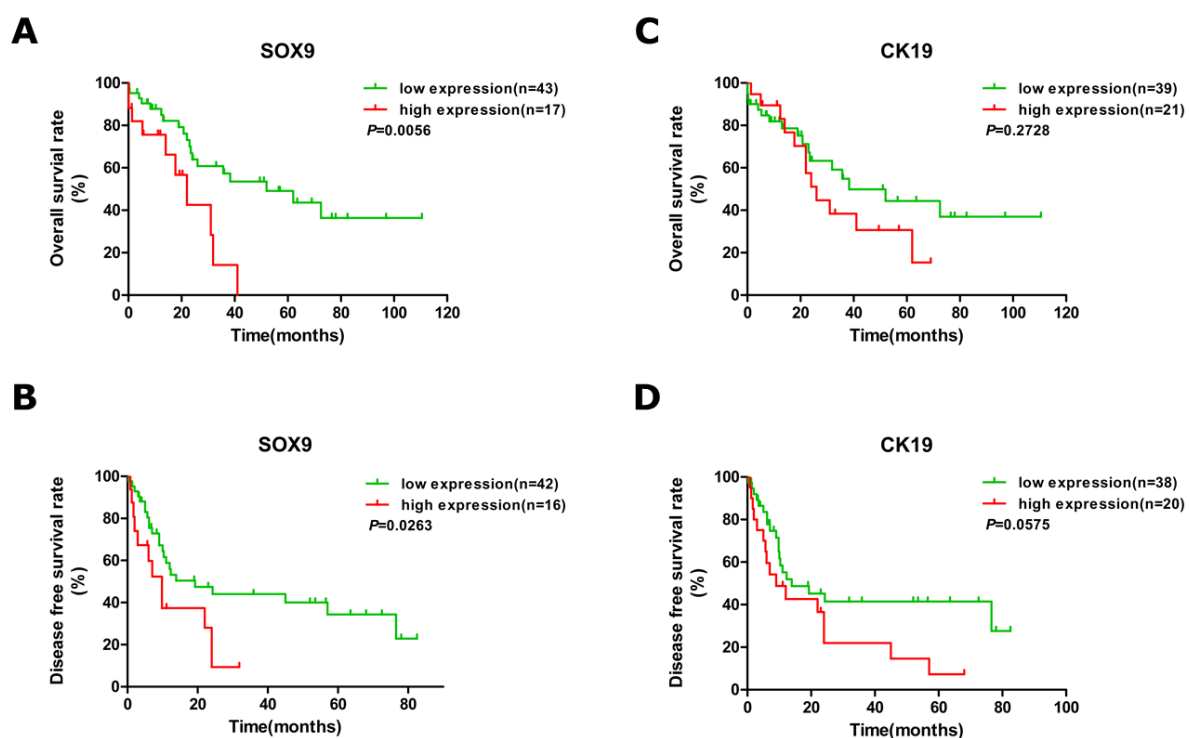 A
SOX9
low expression(n=43)
high expression(n=17)
P=0.0056
Overall survial rate
(%)
100
80
60
40
20
0
0 20 40 60 80 100 120
Time(months)
B
SOX9
low expression(n=42)
high expression(n=16)
P=0.0263
Disease free survival rate
(%)
100
80
60
40
20
0
0 20 40 60 80
Time(months)
C
CK19
low expression(n=39)
high expression(n=21)
P=0.2728
Overall survival rate
(%)
100
80
60
40
20
0
0 20 40 60 80 100 120
Time(months)
D
CK19
low expression(n=38)
high expression(n=20)
P=0.0575
Disease free survival rate
(%)
100
80
60
40
20
0
0 20 40 60 80 100
Time(months)